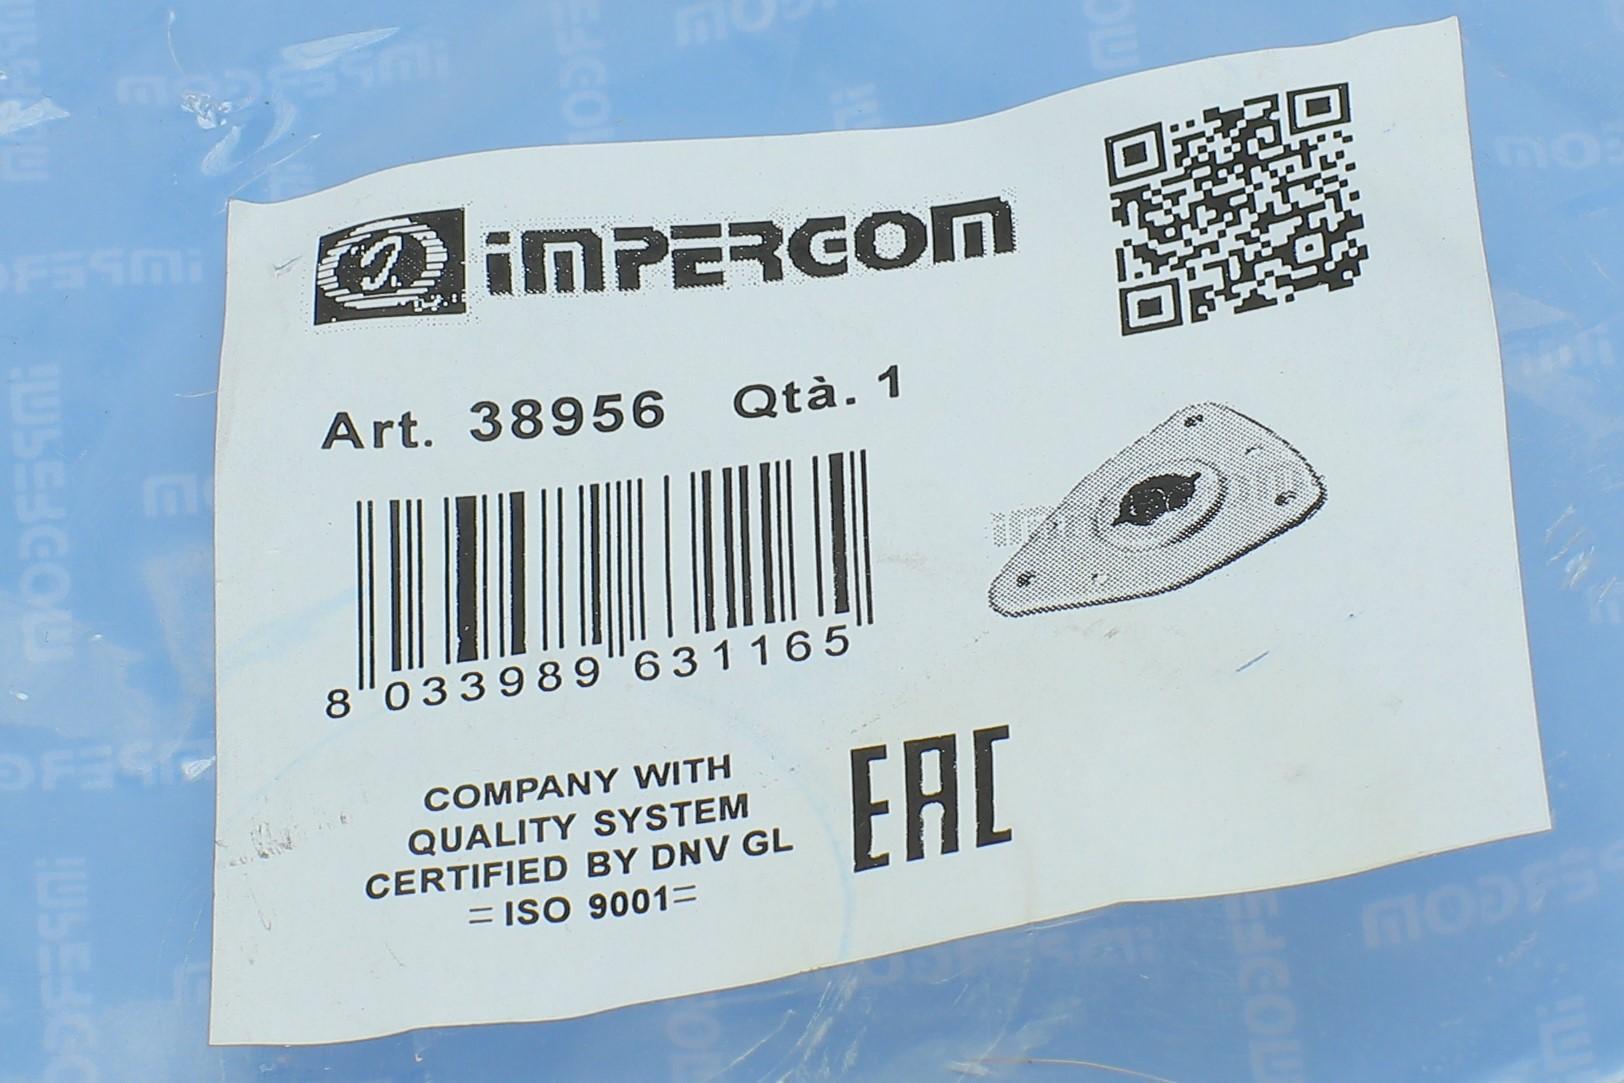 IMPERGOM
Art. 38956 Qtà. 1
8 033989 631165
COMPANY WITH
QUALITY SYSTEM
CERTIFIED BY DNV GL
= ISO 9001 =
EAC